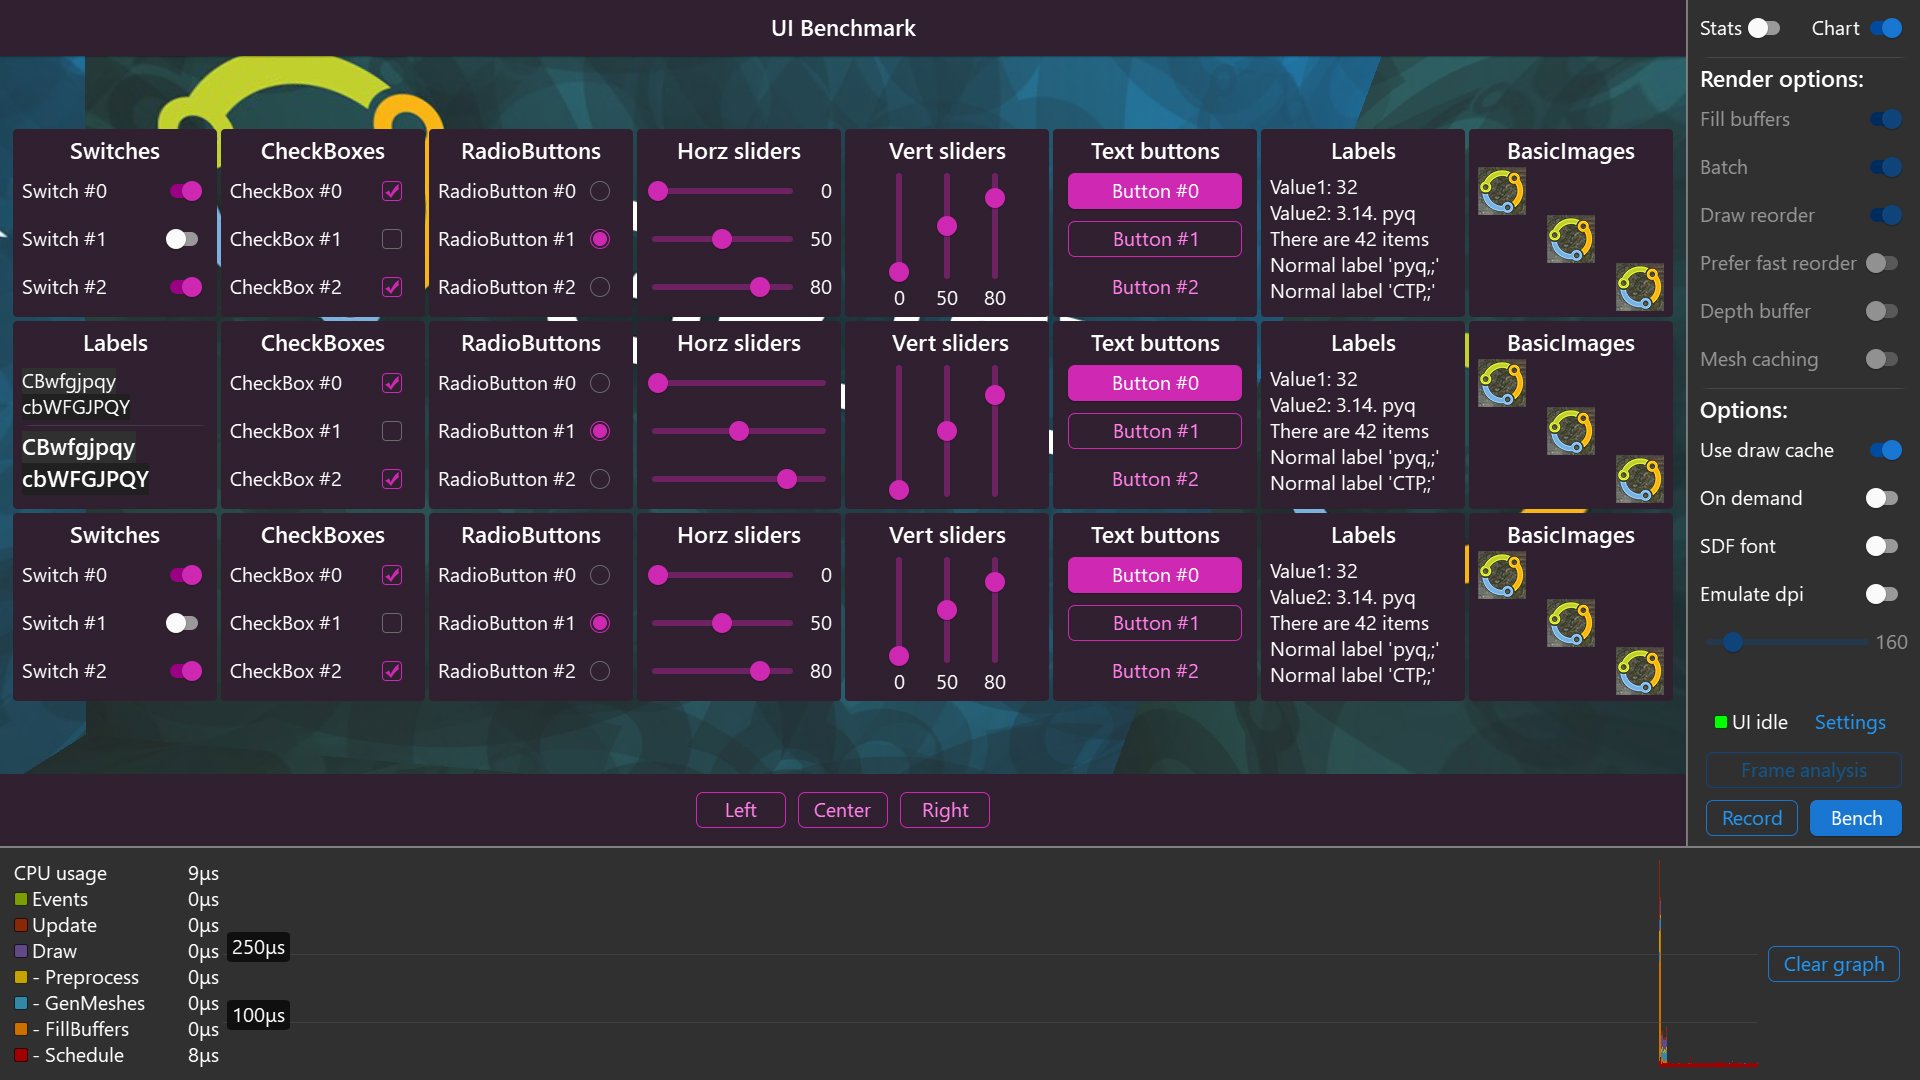 UI Benchmark
Stats Chart
Render options:
Fill buffers
Batch
Draw reorder
Prefer fast reorder
Depth buffer
Mesh caching
Options:
Use draw cache
On demand
SDF font
Emulate dpi
160
UI idle Settings
Frame analysis
Record Bench
Switches
Switch #0
Switch #1
Switch #2
CheckBoxes
CheckBox #0
CheckBox #1
CheckBox #2
RadioButtons
RadioButton #0
RadioButton #1
RadioButton #2
Horz sliders
0
50
80
Vert sliders
0 50 80
Text buttons
Button #0
Button #1
Button #2
Labels
Value1: 32
Value2: 3.14. pyq
There are 42 items
Normal label 'pyq,;'
Normal label 'CTP,;'
BasicImages
Labels
CBwfgjpqy
cbWFGJPQY
CBwfgjpqy
cbWFGJPQY
CheckBoxes
CheckBox #0
CheckBox #1
CheckBox #2
RadioButtons
RadioButton #0
RadioButton #1
RadioButton #2
Horz sliders
Vert sliders
Text buttons
Button #0
Button #1
Button #2
Labels
Value1: 32
Value2: 3.14. pyq
There are 42 items
Normal label 'pyq,;'
Normal label 'CTP,;'
BasicImages
Switches
Switch #0
Switch #1
Switch #2
CheckBoxes
CheckBox #0
CheckBox #1
CheckBox #2
RadioButtons
RadioButton #0
RadioButton #1
RadioButton #2
Horz sliders
0
50
80
Vert sliders
0 50 80
Text buttons
Button #0
Button #1
Button #2
Labels
Value1: 32
Value2: 3.14. pyq
There are 42 items
Normal label 'pyq,;'
Normal label 'CTP,;'
BasicImages
Left Center Right
CPU usage 9µs
Events 0µs
Update 0µs
Draw 0µs
- Preprocess 0µs
- GenMeshes 0µs
- FillBuffers 0µs
- Schedule 8µs
250µs
100µs
Clear graph